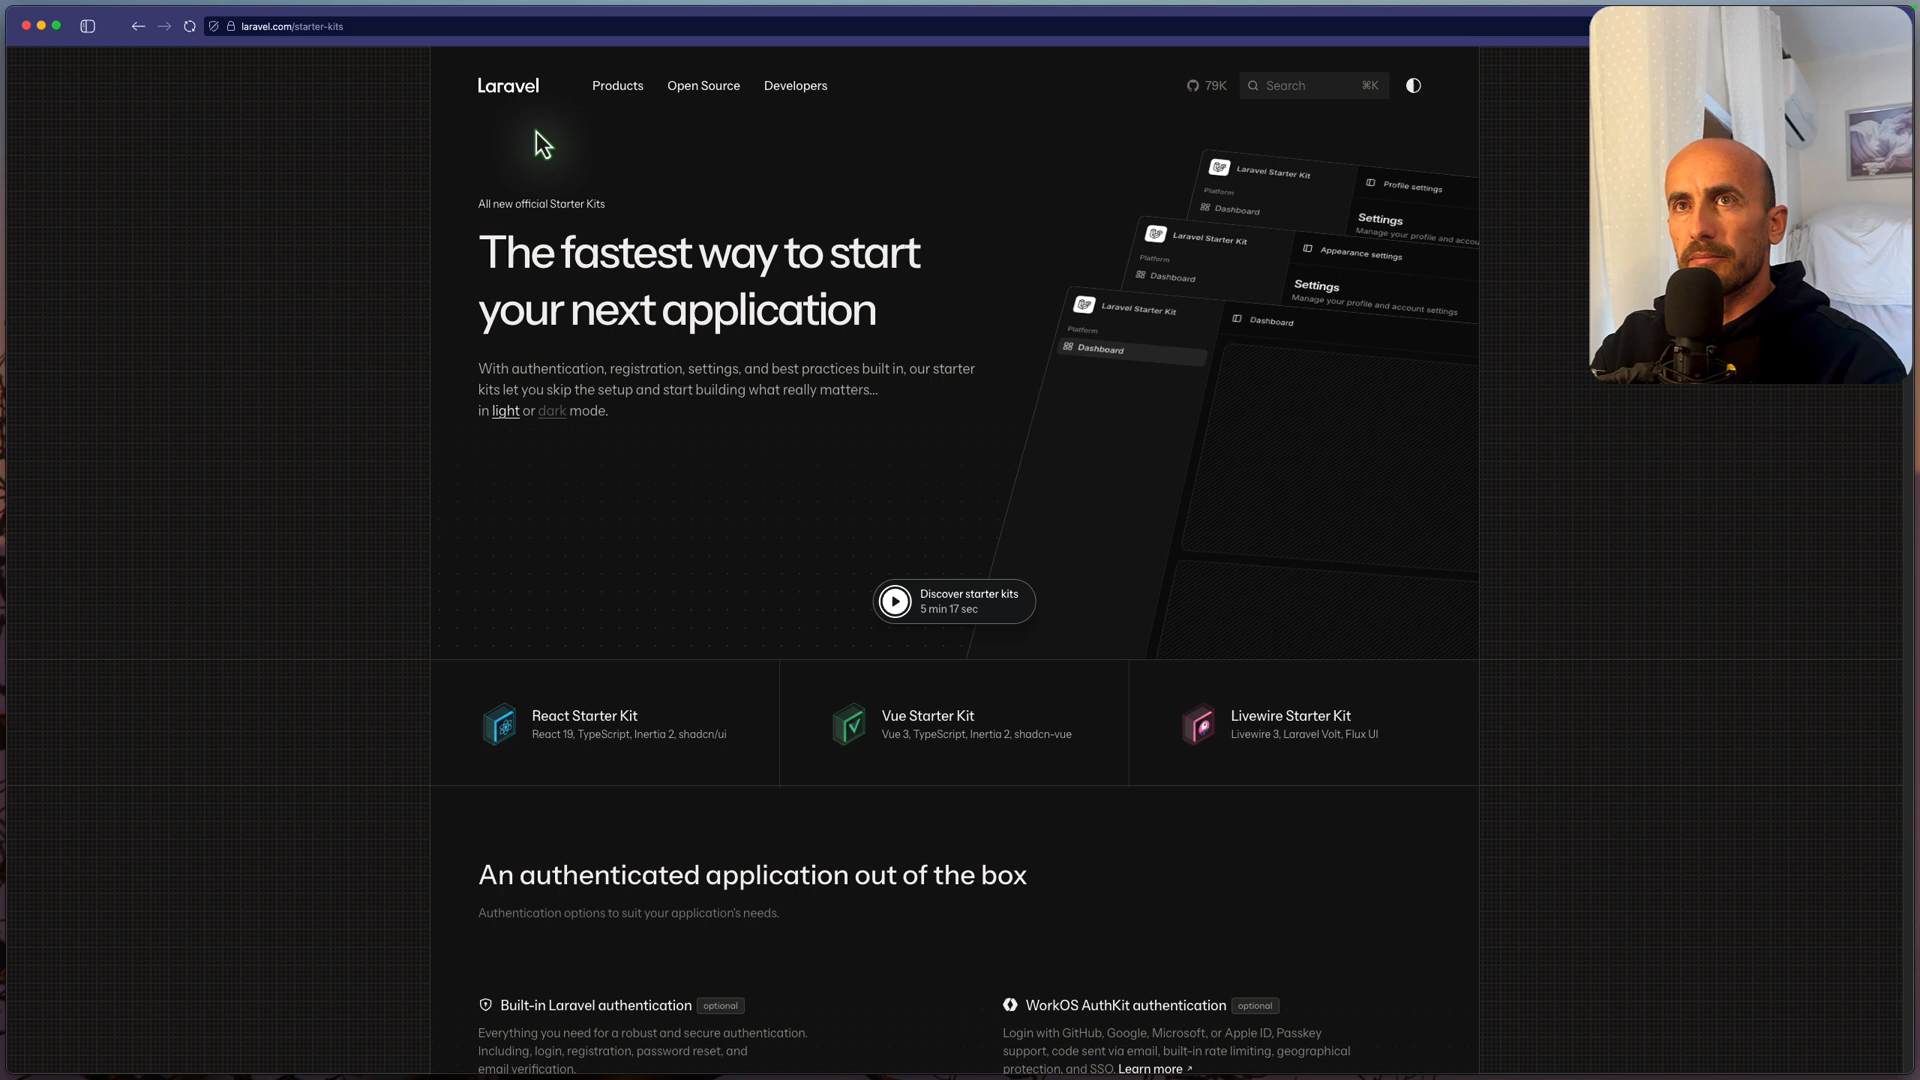 laravel.com/starter-kits
Laravel
Products
Open Source
Developers
79K
Search
⌘K
All new official Starter Kits
The fastest way to start
your next application
With authentication, registration, settings, and best practices built in, our starter
kits let you skip the setup and start building what really matters...
in light or dark mode.
Laravel Starter Kit
Platform
Dashboard
Profile settings
Settings
Manage your profile and accou
Laravel Starter Kit
Platform
Dashboard
Appearance settings
Settings
Manage your profile and account settings
Laravel Starter Kit
Platform
Dashboard
Dashboard
Discover starter kits
5 min 17 sec
React Starter Kit
React 19, TypeScript, Inertia 2, shadcn/ui
Vue Starter Kit
Vue 3, TypeScript, Inertia 2, shadcn-vue
Livewire Starter Kit
Livewire 3, Laravel Volt, Flux UI
An authenticated application out of the box
Authentication options to suit your application's needs.
Built-in Laravel authentication optional
Everything you need for a robust and secure authentication.
Including, login, registration, password reset, and
email verification.
WorkOS AuthKit authentication optional
Login with GitHub, Google, Microsoft, or Apple ID, Passkey
support, code sent via email, built-in rate limiting, geographical
protection, and SSO. Learn more ↗